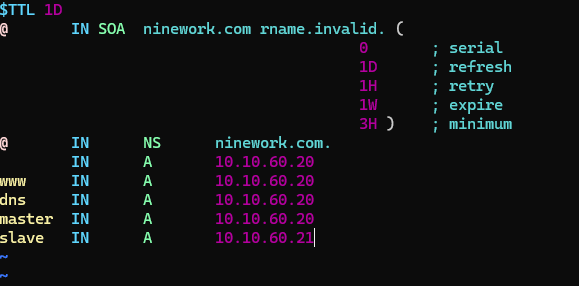 $TTL 1D
@       IN SOA  ninework.com rname.invalid. (
                                        0       ; serial
                                        1D      ; refresh
                                        1H      ; retry
                                        1W      ; expire
                                        3H )    ; minimum
@       IN      NS      ninework.com.
        IN      A       10.10.60.20
www     IN      A       10.10.60.20
dns     IN      A       10.10.60.20
master  IN      A       10.10.60.20
slave   IN      A       10.10.60.21
~
~